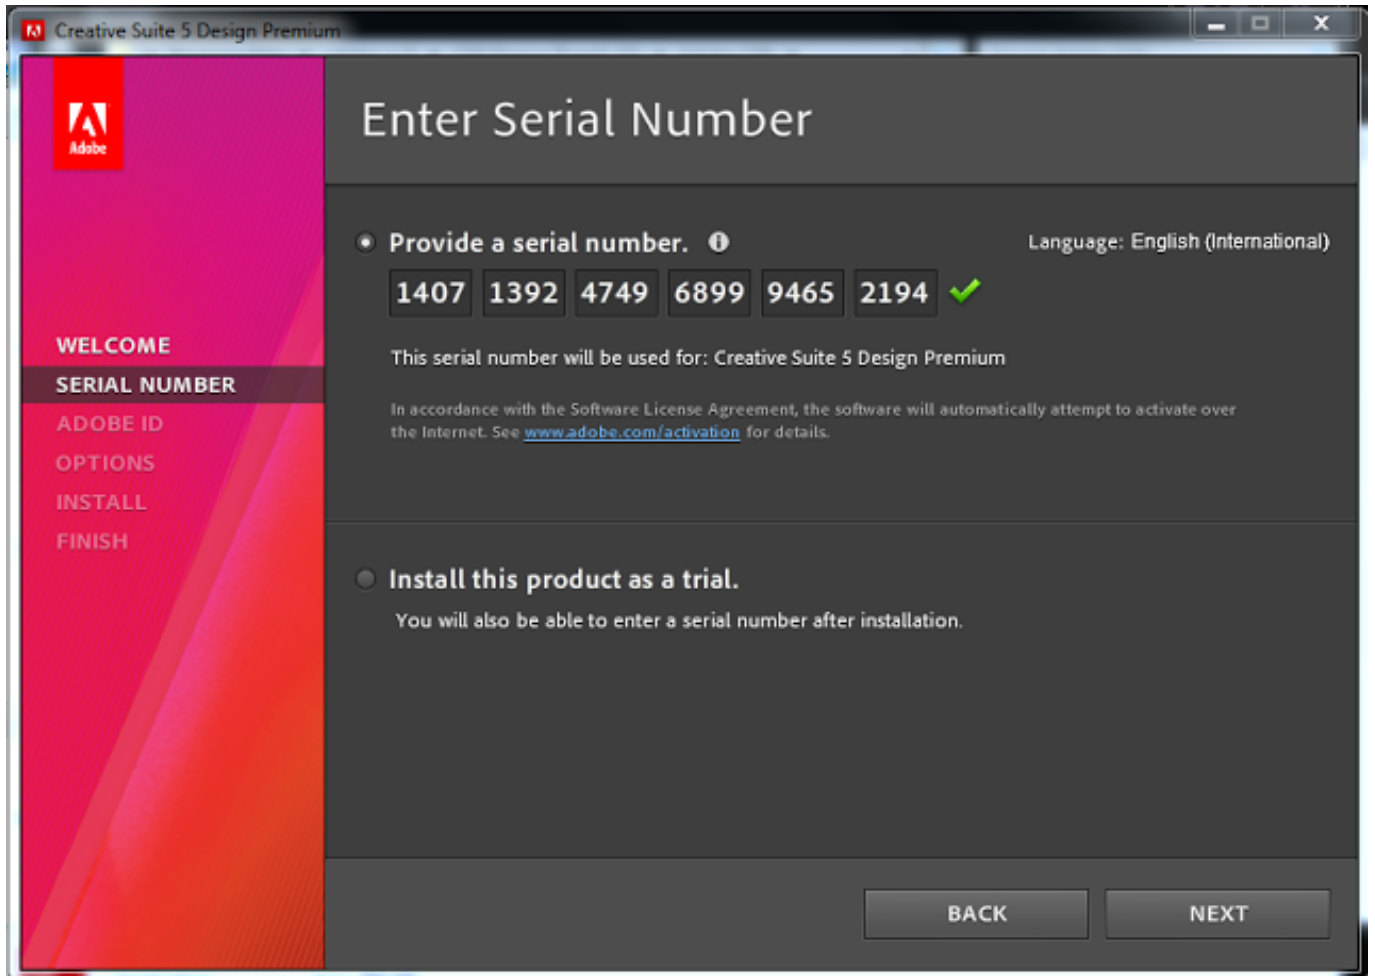 Creative Suite 5 Design Premium
Adobe
Enter Serial Number
Provide a serial number.
Language: English (International)
1407 1392 4749 6899 9465 2194
This serial number will be used for: Creative Suite 5 Design Premium
In accordance with the Software License Agreement, the software will automatically attempt to activate over
the Internet. See www.adobe.com/activation for details.
WELCOME
SERIAL NUMBER
ADOBE ID
OPTIONS
INSTALL
FINISH
Install this product as a trial.
You will also be able to enter a serial number after installation.
BACK
NEXT